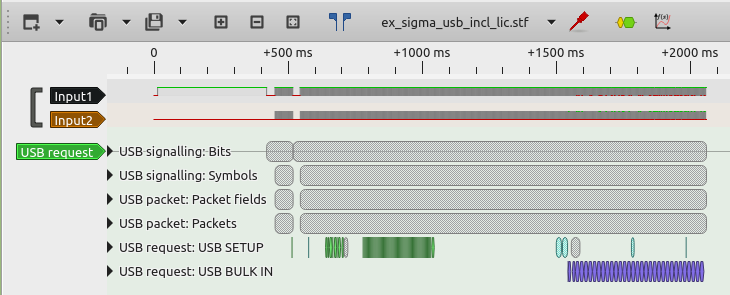 ex_sigma_usb_incl_lic.stf
0 +500 ms +1000 ms +1500 ms +2000 ms
Input1
Input2
USB request USB signalling: Bits
USB signalling: Symbols
USB packet: Packet fields
USB packet: Packets
USB request: USB SETUP
USB request: USB BULK IN